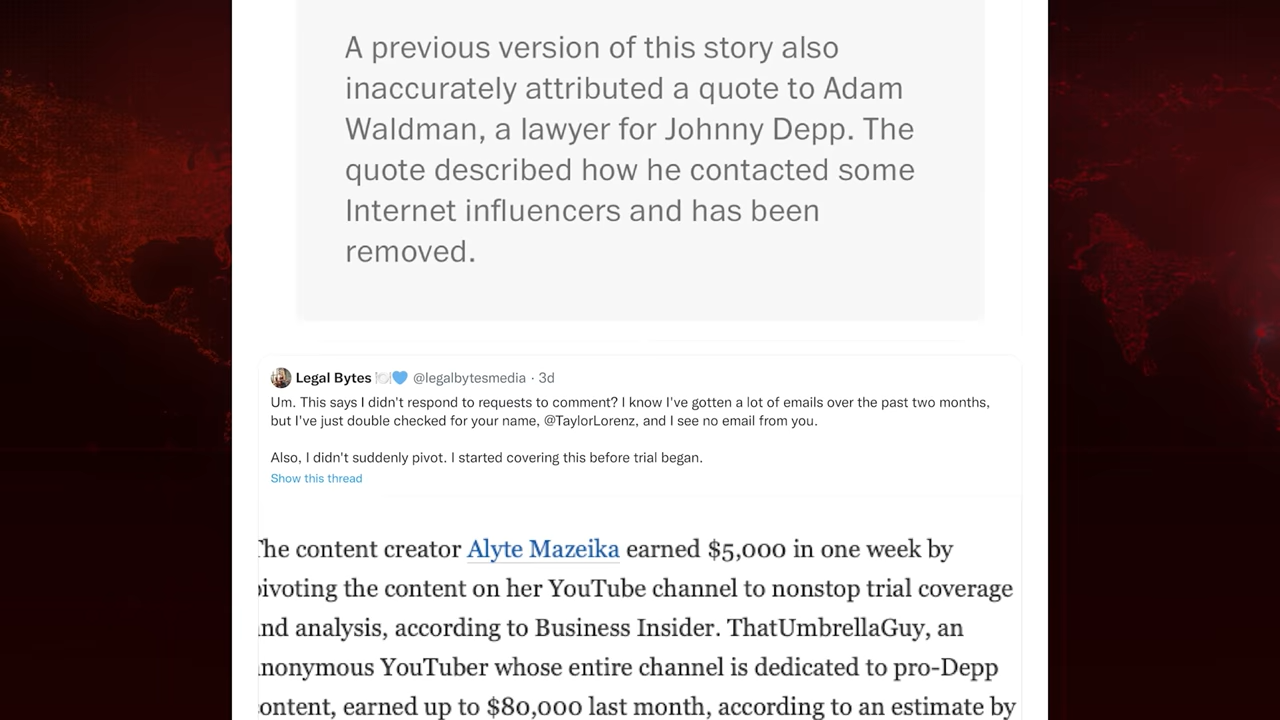 A previous version of this story also
inaccurately attributed a quote to Adam
Waldman, a lawyer for Johnny Depp. The
quote described how he contacted some
Internet influencers and has been
removed.
Legal Bytes 🍽💙 @legalbytesmedia · 3d
Um. This says I didn't respond to requests to comment? I know I've gotten a lot of emails over the past two months,
but I've just double checked for your name, @TaylorLorenz, and I see no email from you.
Also, I didn't suddenly pivot. I started covering this before trial began.
Show this thread
The content creator Alyte Mazeika earned $5,000 in one week by
pivoting the content on her YouTube channel to nonstop trial coverage
and analysis, according to Business Insider. ThatUmbrellaGuy, an
anonymous YouTuber whose entire channel is dedicated to pro-Depp
content, earned up to $80,000 last month, according to an estimate by